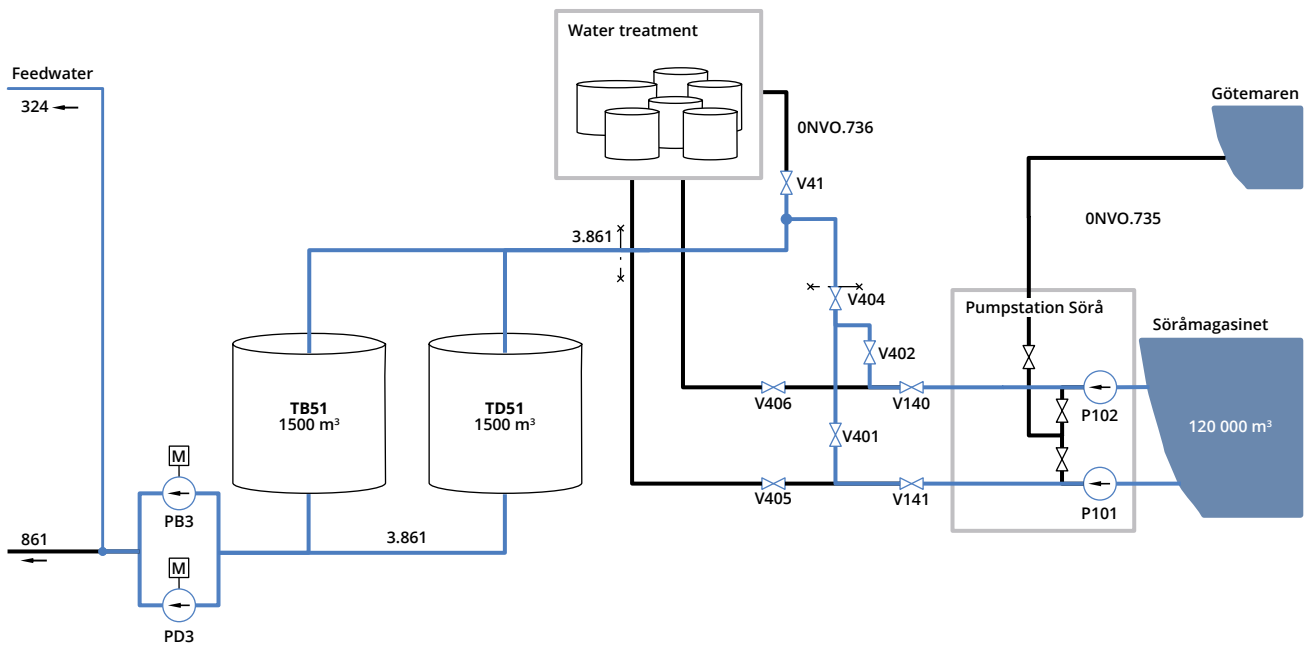 Water treatment
Feedwater
324
Götemaren
0NVO.736
V41
0NVO.735
3.861
V404
Pumpstation Sörå
Söråmagasinet
V402
TB51
1500 m³
TD51
1500 m³
V406
V140
P102
120 000 m³
V401
M
V405
V141
P101
PB3
861
3.861
M
PD3